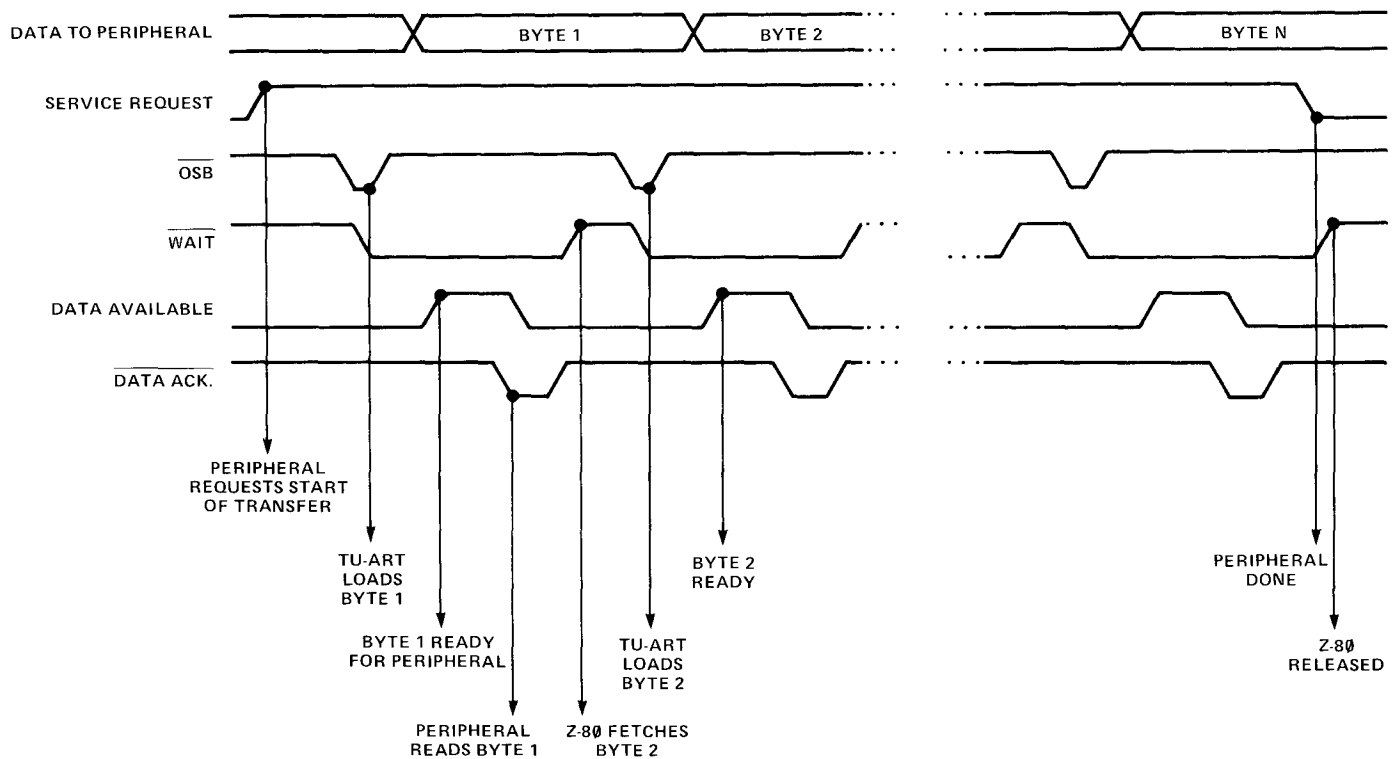 DATA TO PERIPHERAL
BYTE 1
BYTE 2
BYTE N
SERVICE REQUEST
OSB
WAIT
DATA AVAILABLE
DATA ACK.
PERIPHERAL
REQUESTS START
OF TRANSFER
TU-ART
LOADS
BYTE 1
BYTE 1 READY
FOR PERIPHERAL
PERIPHERAL
READS BYTE 1
Z-80 FETCHES
BYTE 2
TU-ART
LOADS
BYTE 2
BYTE 2
READY
PERIPHERAL
DONE
Z-80
RELEASED